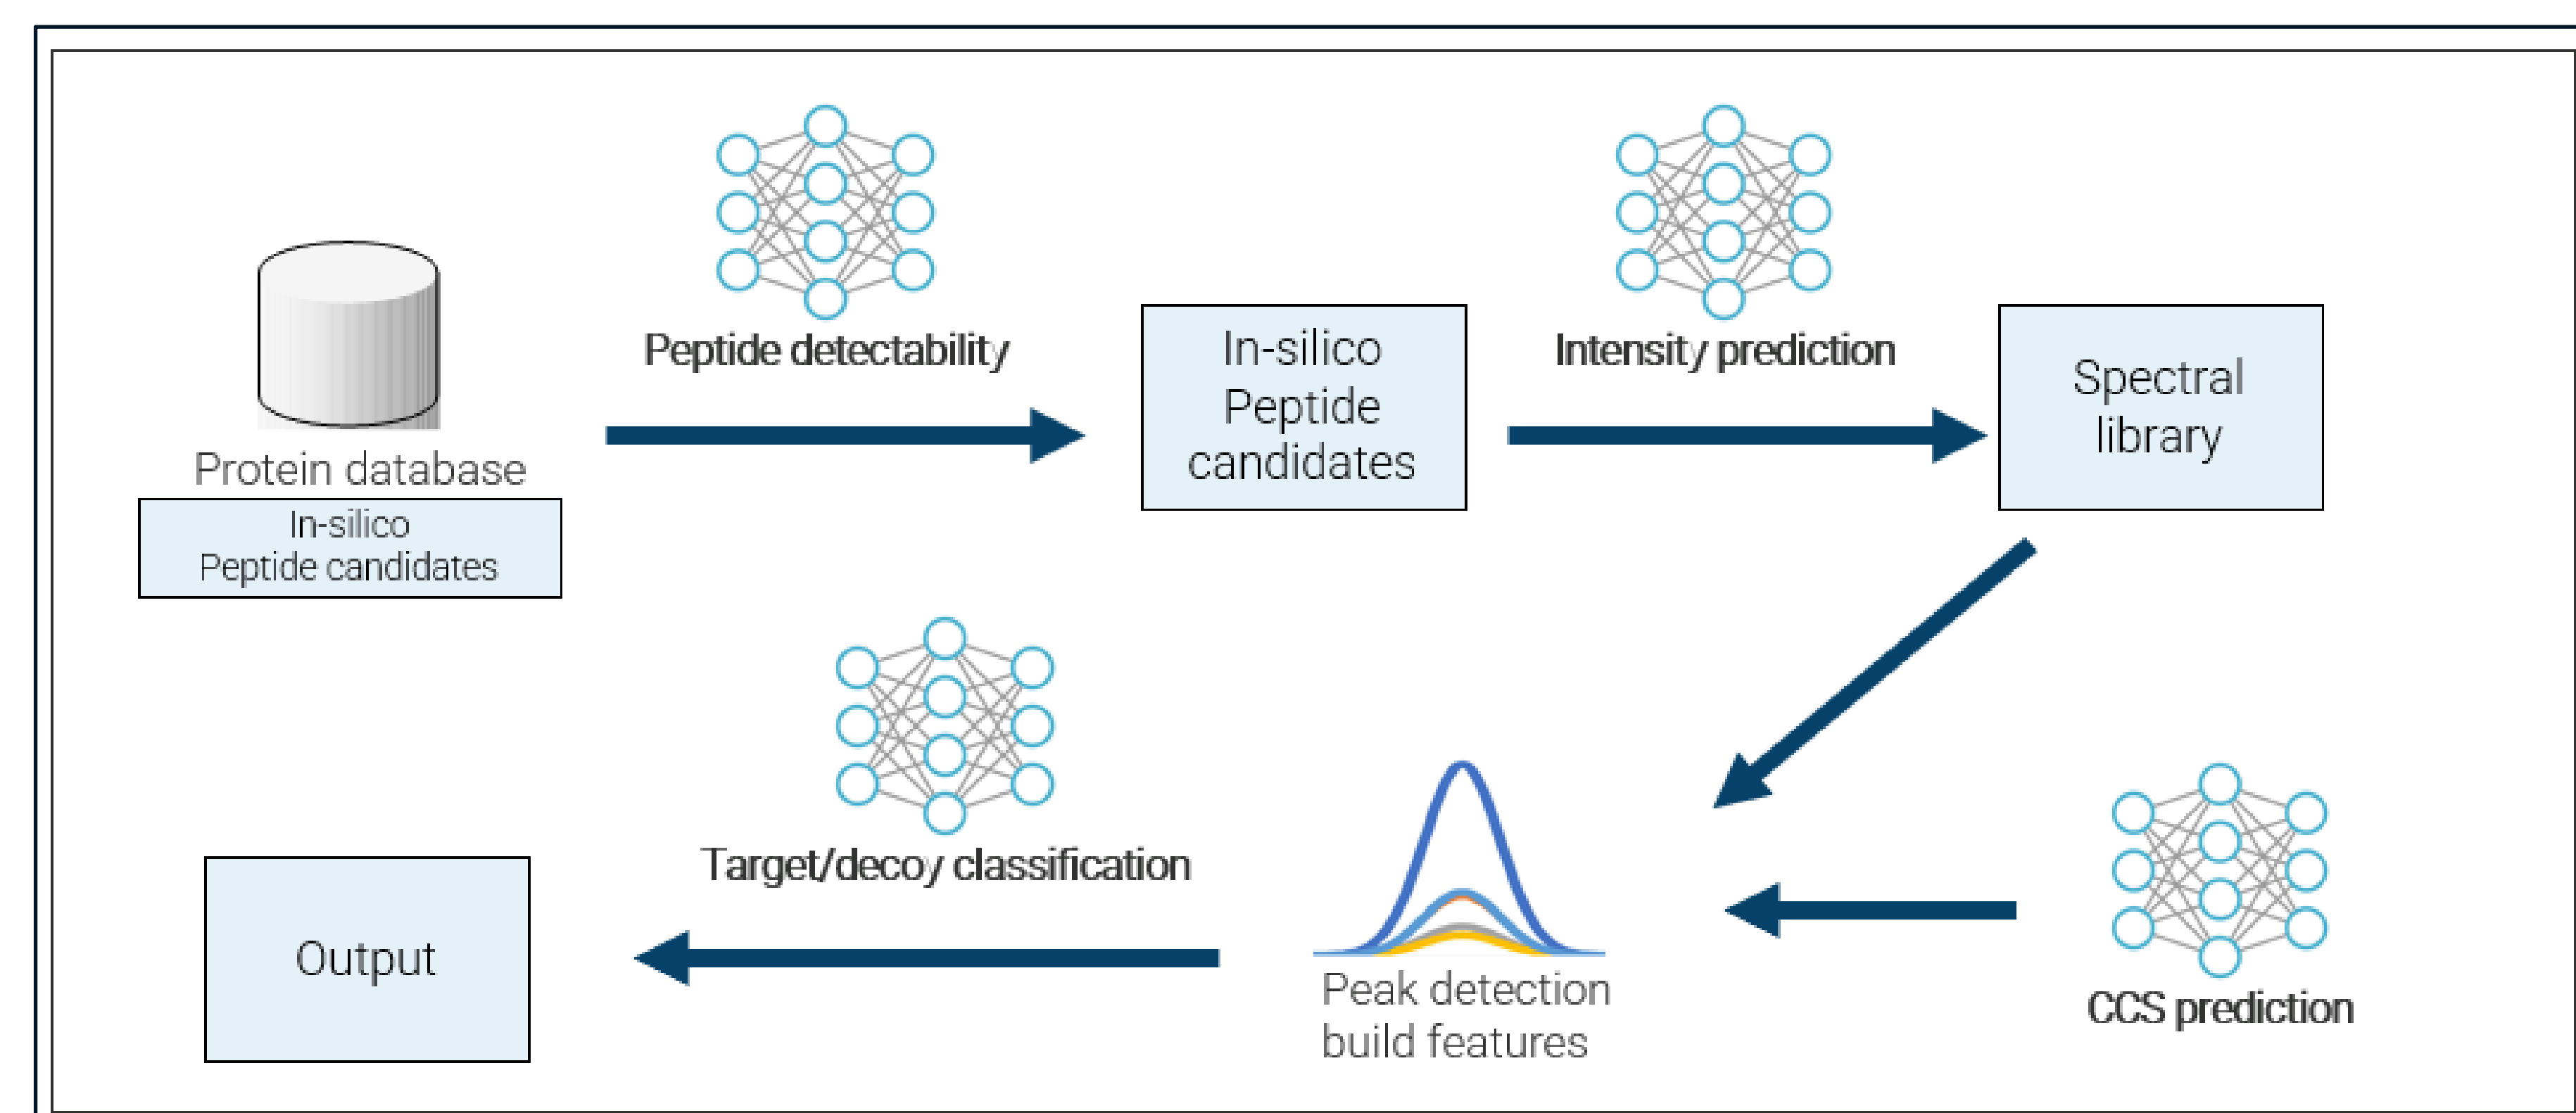 Peptide detectability
Intensity prediction
In-silico
Peptide
candidates
Spectral
library
Protein database
In-silico
Peptide candidates
Target/decoy classification
Output
Peak detection
build features
CCS prediction